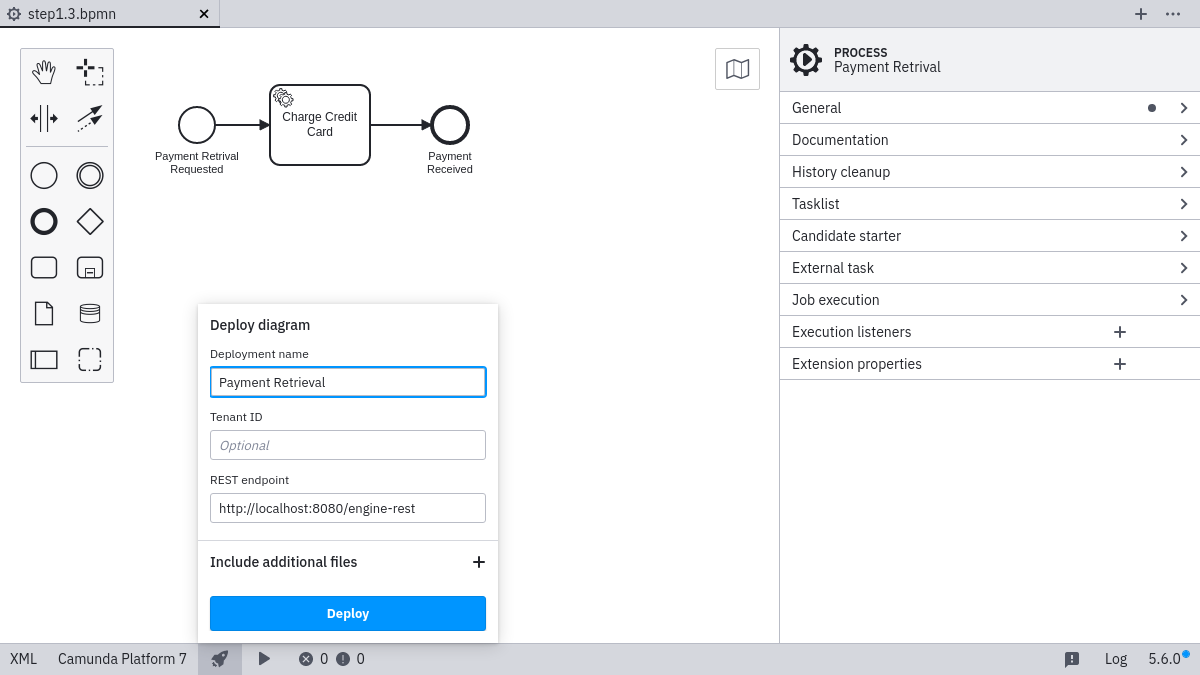 step1.3.bpmn
Payment Retrival
Requested
Charge Credit
Card
Payment
Received
PROCESS
Payment Retrival
General
Documentation
History cleanup
Tasklist
Candidate starter
External task
Job execution
Execution listeners
Extension properties
Deploy diagram
Deployment name
Payment Retrieval
Tenant ID
Optional
REST endpoint
http://localhost:8080/engine-rest
Include additional files
Deploy
XML Camunda Platform 7 0 0 Log 5.6.0